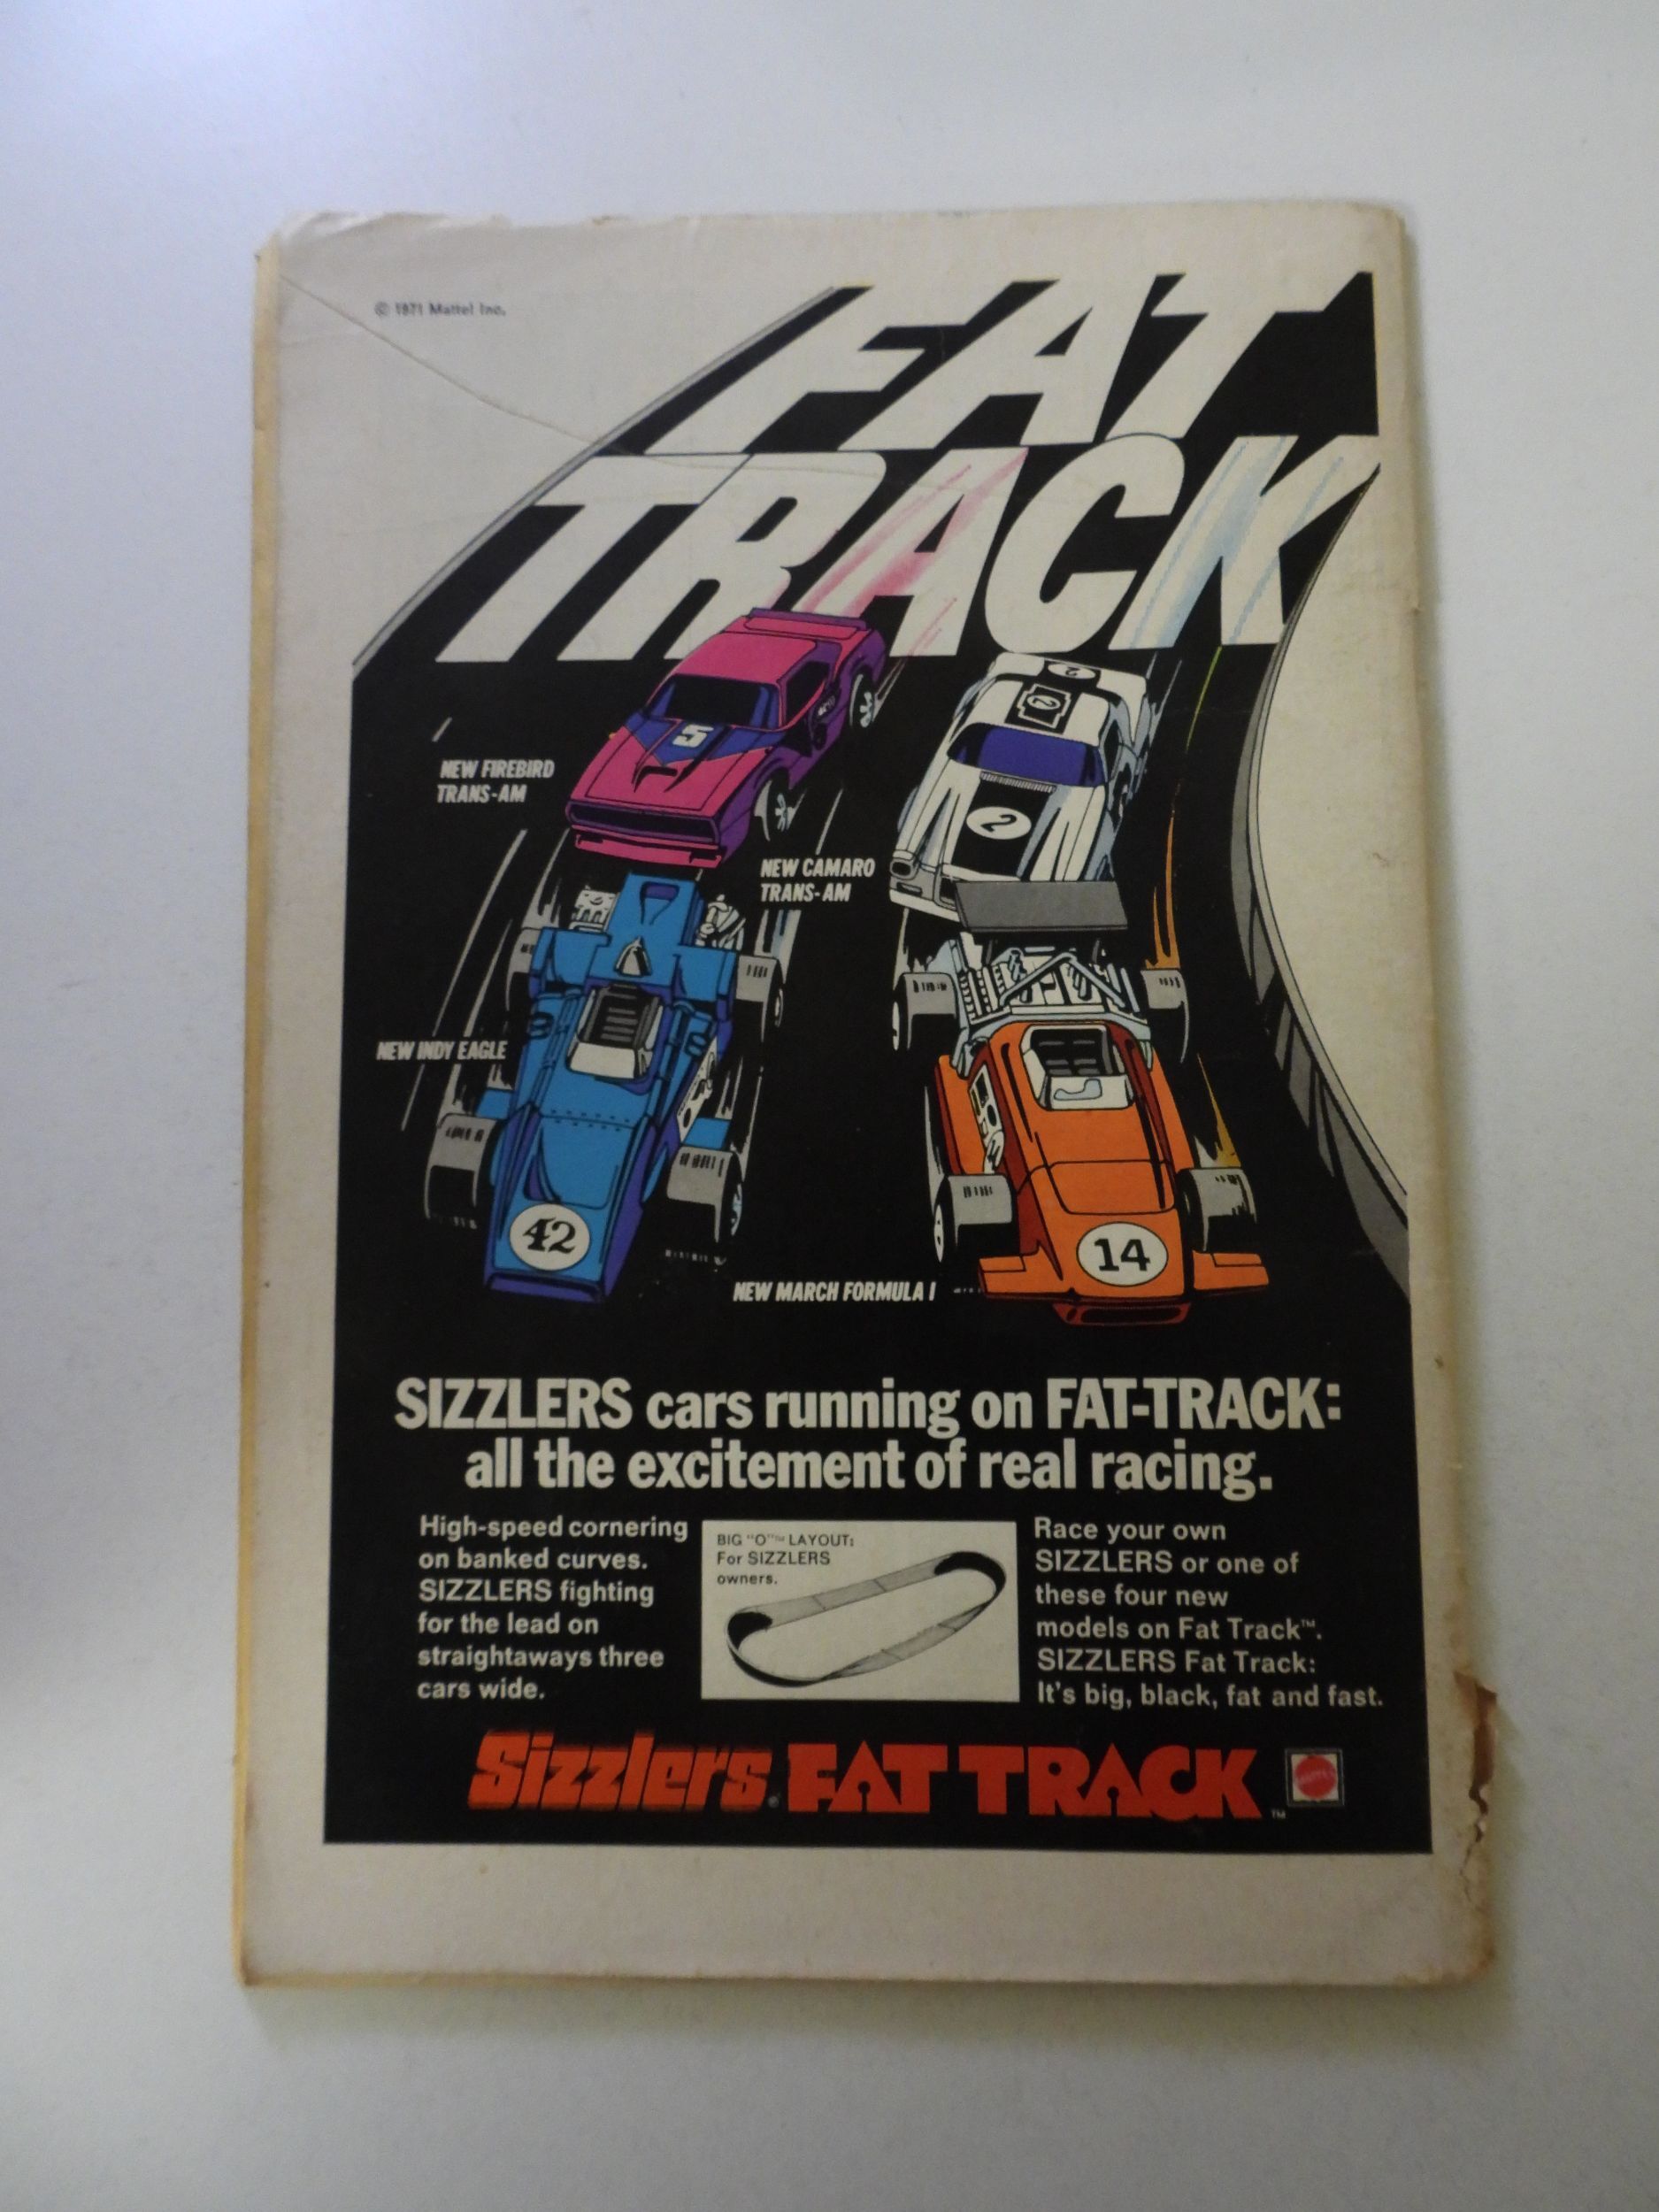 © 1971 Mattel Inc.
FAT
TRACK
5
2
2
2
NEW FIREBIRD
TRANS-AM
NEW CAMARO
TRANS-AM
NEW INDY EAGLE
42
14
NEW MARCH FORMULA I
SIZZLERS cars running on FAT-TRACK:
all the excitement of real racing.
High-speed cornering
on banked curves.
SIZZLERS fighting
for the lead on
straightaways three
cars wide.
BIG "O"™ LAYOUT:
For SIZZLERS
owners.
Race your own
SIZZLERS or one of
these four new
models on Fat Track™.
SIZZLERS Fat Track:
It's big, black, fat and fast.
Sizzlers® FAT TRACK™
MATTEL